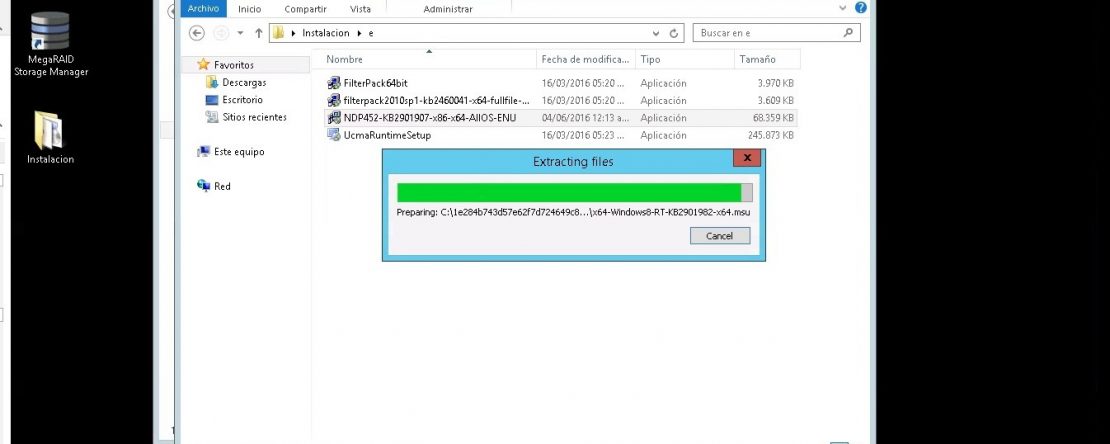 Archivo Inicio Compartir Vista Administrar
Instalacion e Buscar en e
MegaRAID
Storage Manager
Instalacion
Favoritos
Descargas
Escritorio
Sitios recientes
Este equipo
Red
Nombre Fecha de modifica... Tipo Tamaño
FilterPack64bit 16/03/2016 05:20 ... Aplicación 3.970 KB
filterpack2010sp1-kb2460041-x64-fullfile-... 16/03/2016 05:20 ... Aplicación 3.609 KB
NDP452-KB2901907-x86-x64-AllOS-ENU 04/06/2016 12:13 a... Aplicación 68.359 KB
UcmaRuntimeSetup 16/03/2016 05:23 ... Aplicación 245.873 KB
Extracting files
Preparing: C:\1e284b743d57e62f7d724649c8...\x64-Windows8-RT-KB2901982-x64.msu
Cancel